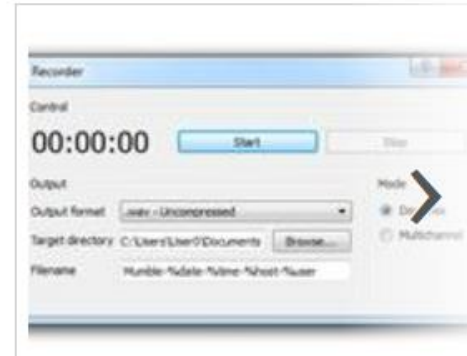 Recorder
Control
00:00:00 Start Stop
Output Mode
Output format .wav - Uncompressed
Target directory C:\Users\User0\Documents Browse... Multichannel
Filename Mumble-%date-%time-%host-%user